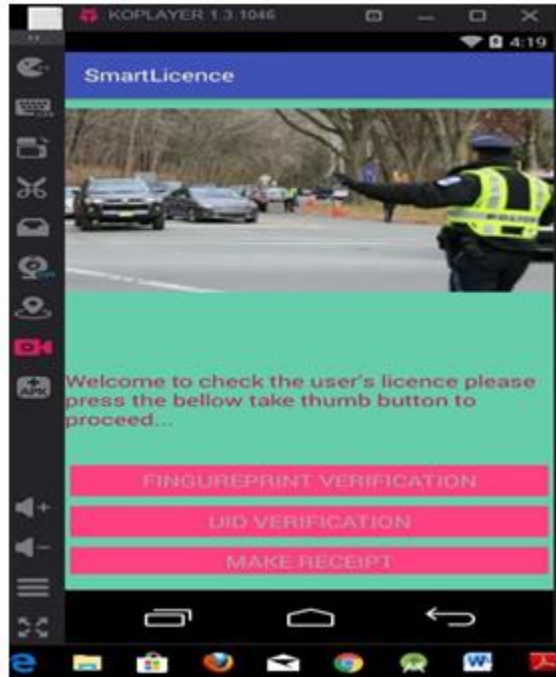 KOPLAYER 1.3.1046
4:19
SmartLicence
Welcome to check the user's licence please
press the bellow take thumb button to
proceed...
FINGUREPRINT VERIFICATION
UID VERIFICATION
MAKE RECEIPT